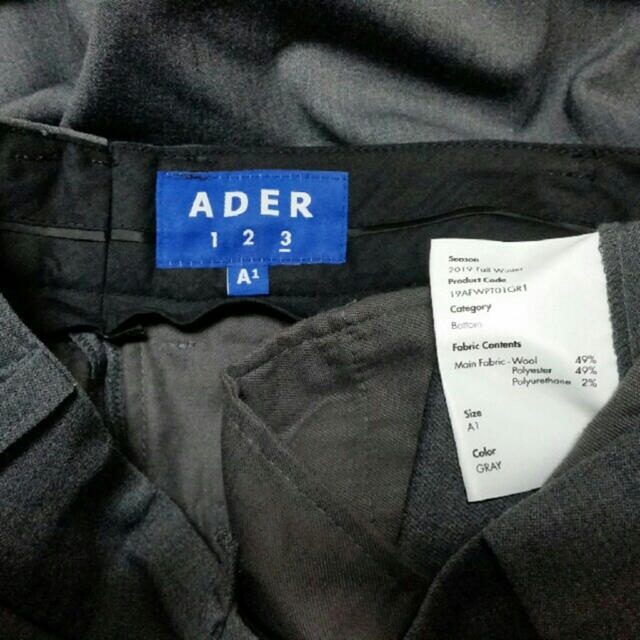 ADER
1 2 3
A¹
Season
2019 Fall Winter
Product Code
19AFWPT01GR1
Category
Bottom
Fabric Contents
Main Fabric - Wool 49%
Polyester 49%
Polyurethane 2%
Size
A1
Color
GRAY